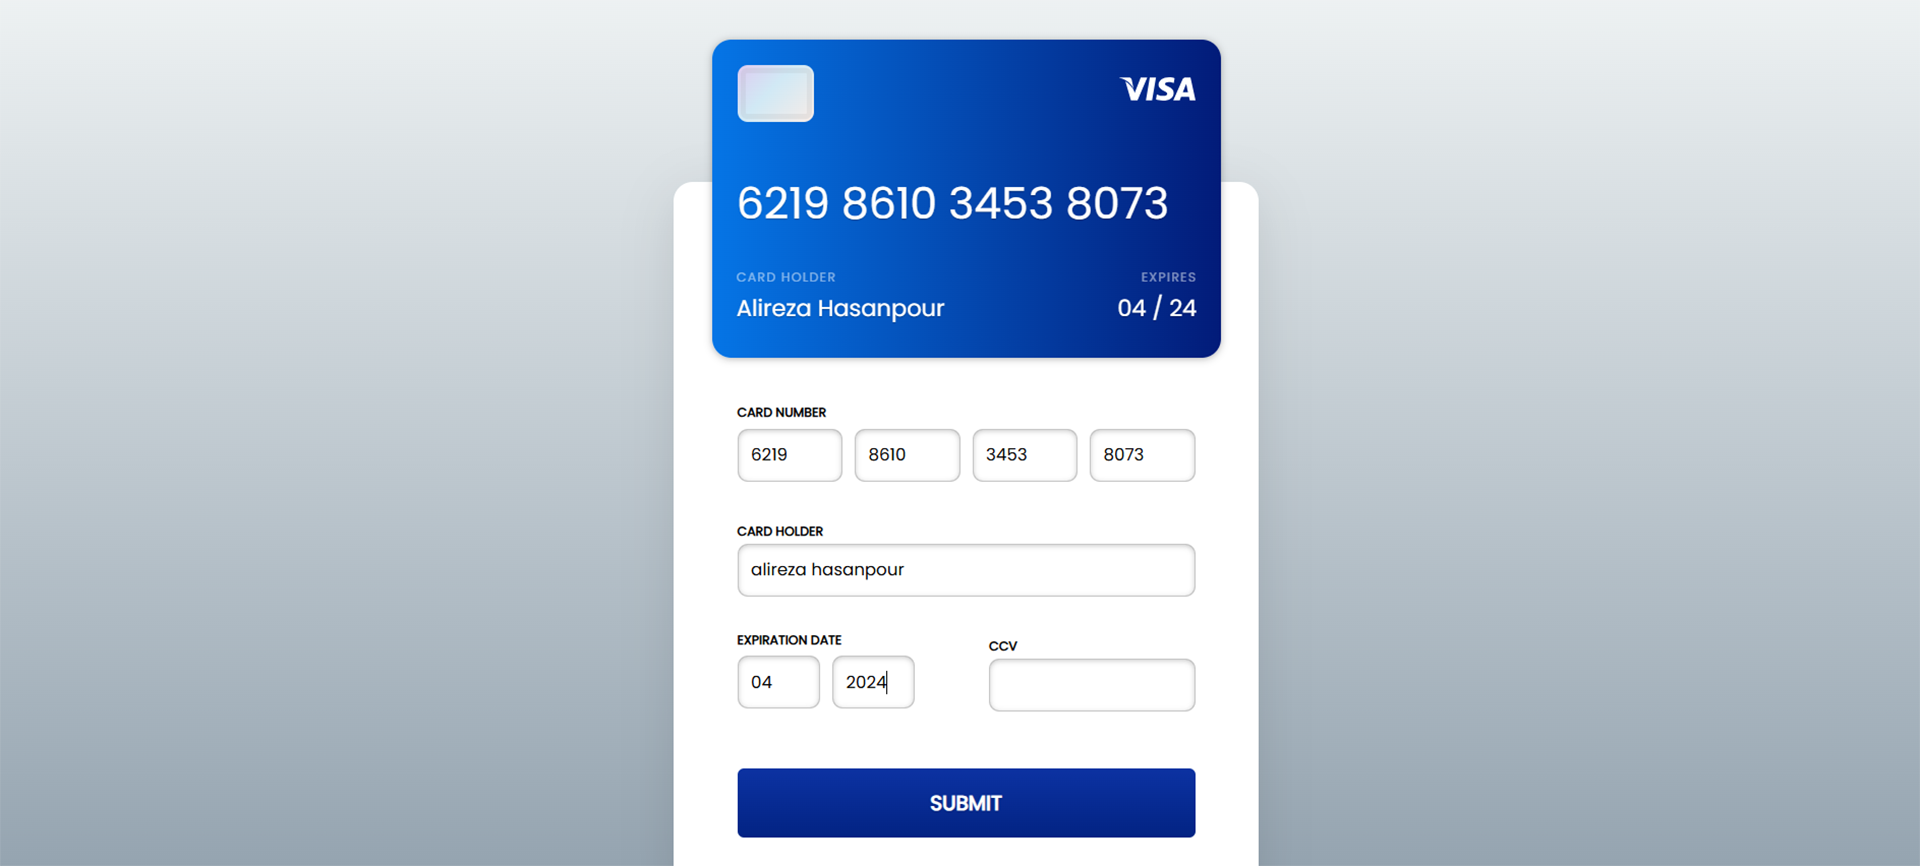 VISA
6219 8610 3453 8073
CARD HOLDER EXPIRES
Alireza Hasanpour 04 / 24
CARD NUMBER
6219 8610 3453 8073
CARD HOLDER
alireza hasanpour
EXPIRATION DATE CCV
04 2024
SUBMIT